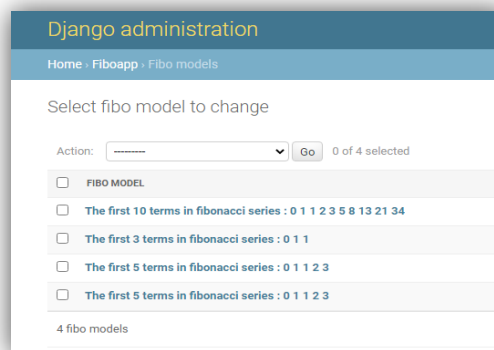 Django administration
Home › Fiboapp › Fibo models
Select fibo model to change
Action: --------- Go 0 of 4 selected
FIBO MODEL
The first 10 terms in fibonacci series : 0 1 1 2 3 5 8 13 21 34
The first 3 terms in fibonacci series : 0 1 1
The first 5 terms in fibonacci series : 0 1 1 2 3
The first 5 terms in fibonacci series : 0 1 1 2 3
4 fibo models